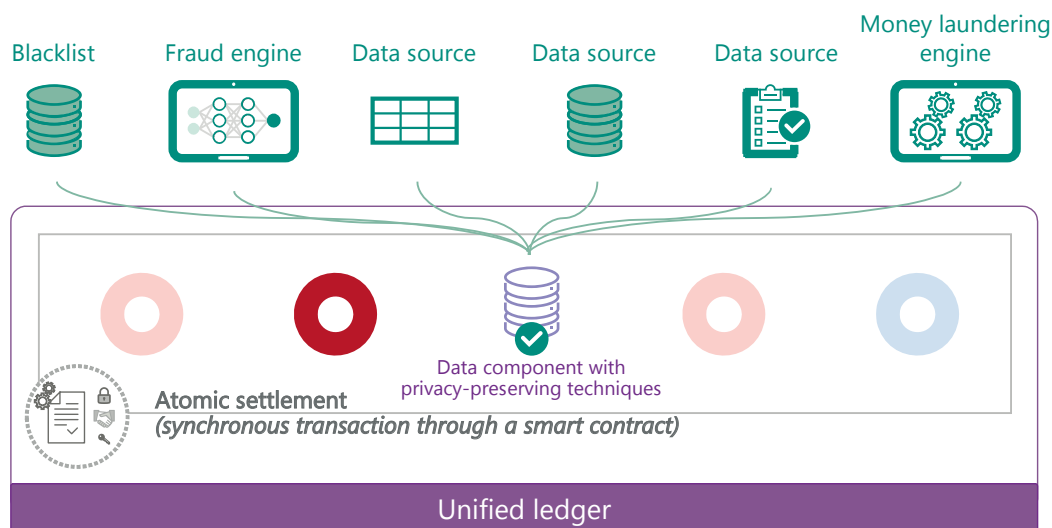 Blacklist
Fraud engine
Data source
Data source
Data source
Money laundering
engine
Data component with
privacy-preserving techniques
Atomic settlement
(synchronous transaction through a smart contract)
Unified ledger